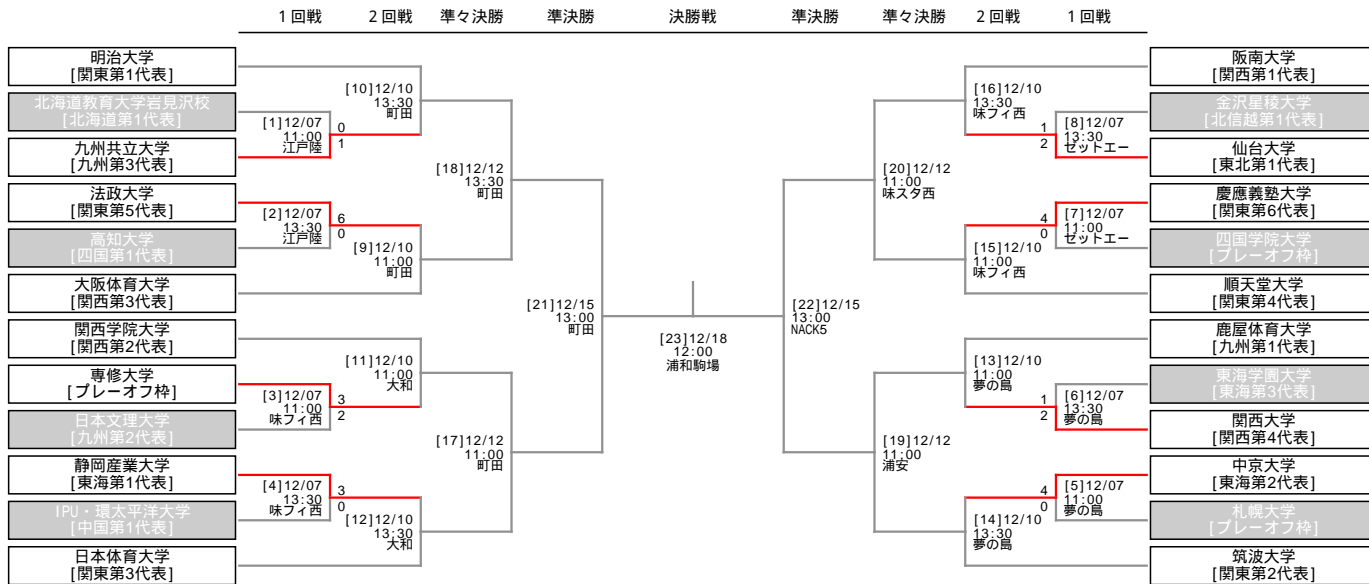 1回戦 2回戦 準々決勝 準決勝 決勝戦 準決勝 準々決勝 2回戦 1回戦
明治大学
[関東第1代表]
北海道教育大学岩見沢校
[北海道第1代表]
九州共立大学
[九州第3代表]
法政大学
[関東第5代表]
高知大学
[四国第1代表]
大阪体育大学
[関西第3代表]
関西学院大学
[関西第2代表]
専修大学
[プレーオフ枠]
日本文理大学
[九州第2代表]
静岡産業大学
[東海第1代表]
IPU・環太平洋大学
[中国第1代表]
日本体育大学
[関東第3代表]
[1]12/07
11:00
江戸陸
0
1
[2]12/07
13:30
江戸陸
6
0
[3]12/07
11:00
味フィ西
3
2
[4]12/07
13:30
味フィ西
3
0
[10]12/10
13:30
町田
[9]12/10
11:00
町田
[11]12/10
11:00
大和
[12]12/10
13:30
大和
[18]12/12
13:30
町田
[17]12/12
11:00
町田
[21]12/15
13:00
町田
[23]12/18
12:00
浦和駒場
[22]12/15
13:00
NACK5
[20]12/12
11:00
味スタ西
[19]12/12
11:00
浦安
[16]12/10
13:30
味フィ西
[15]12/10
11:00
味フィ西
[13]12/10
11:00
夢の島
[14]12/10
13:30
夢の島
1
2
[8]12/07
13:30
ゼットエー
4
0
[7]12/07
11:00
ゼットエー
1
2
[6]12/07
13:30
夢の島
4
0
[5]12/07
11:00
夢の島
阪南大学
[関西第1代表]
金沢星稜大学
[北信越第1代表]
仙台大学
[東北第1代表]
慶應義塾大学
[関東第6代表]
四国学院大学
[プレーオフ枠]
順天堂大学
[関東第4代表]
鹿屋体育大学
[九州第1代表]
東海学園大学
[東海第3代表]
関西大学
[関西第4代表]
中京大学
[東海第2代表]
札幌大学
[プレーオフ枠]
筑波大学
[関東第2代表]